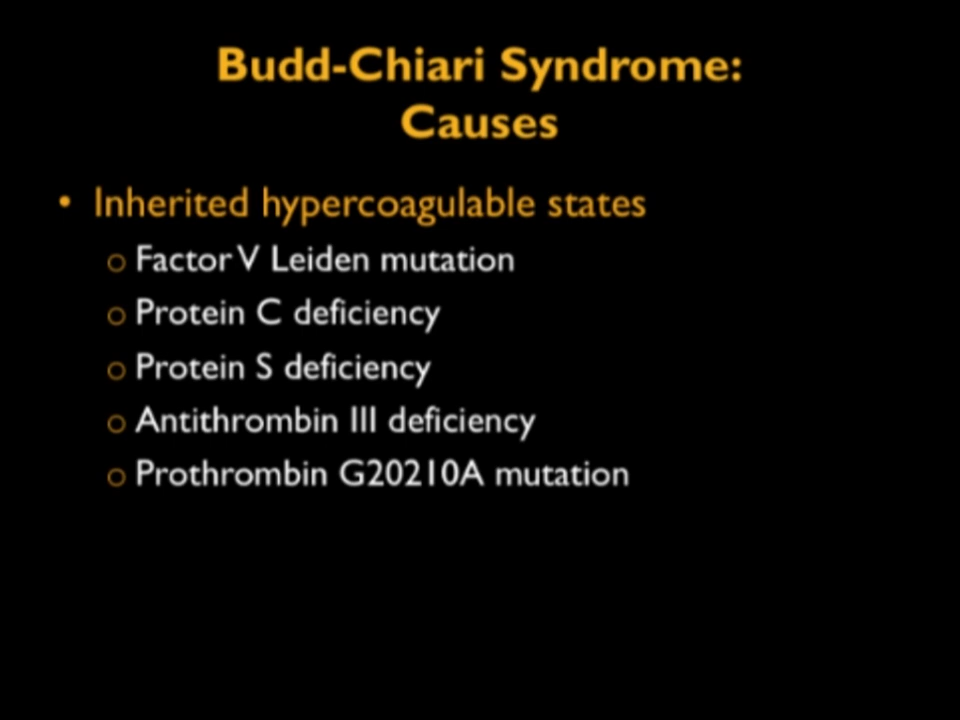 Budd-Chiari Syndrome:
Causes
• Inherited hypercoagulable states
o Factor V Leiden mutation
o Protein C deficiency
o Protein S deficiency
o Antithrombin III deficiency
o Prothrombin G20210A mutation